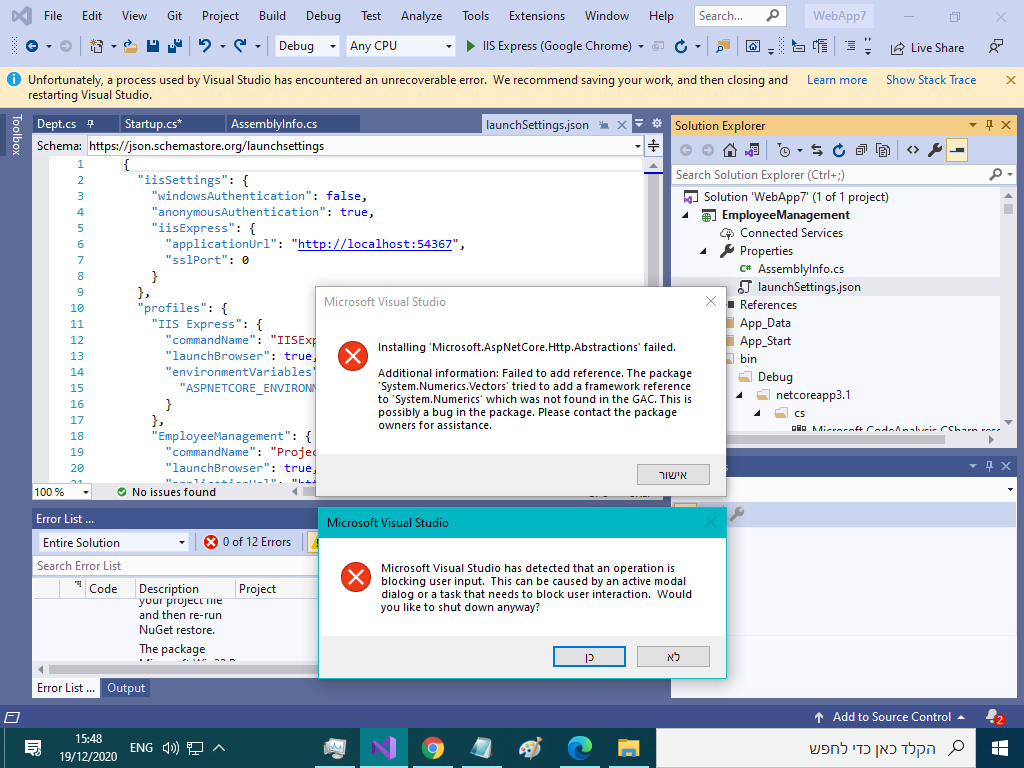 File Edit View Git Project Build Debug Test Analyze Tools Extensions Window Help Search... WebApp7
Debug Any CPU IIS Express (Google Chrome) Live Share
Unfortunately, a process used by Visual Studio has encountered an unrecoverable error. We recommend saving your work, and then closing and Learn more Show Stack Trace
restarting Visual Studio.
Toolbox
Dept.cs Startup.cs* AssemblyInfo.cs launchSettings.json
Schema: https://json.schemastore.org/launchsettings
1 {
2 "iisSettings": {
3 "windowsAuthentication": false,
4 "anonymousAuthentication": true,
5 "iisExpress": {
6 "applicationUrl": "http://localhost:54367",
7 "sslPort": 0
8 }
9 },
10 "profiles": {
11 "IIS Express": {
12 "commandName": "IISExp
13 "launchBrowser": true,
14 "environmentVariables"
15 "ASPNETCORE_ENVIRONM
16 }
17 },
18 "EmployeeManagement": {
19 "commandName": "Projec
20 "launchBrowser": true,
21 "applicationUrl": "htt
100 % No issues found
Solution Explorer
Search Solution Explorer (Ctrl+;)
Solution 'WebApp7' (1 of 1 project)
EmployeeManagement
Connected Services
Properties
C# AssemblyInfo.cs
launchSettings.json
References
App_Data
App_Start
bin
Debug
netcoreapp3.1
cs
Microsoft.CodeAnalysis.CSharp.reso
Microsoft Visual Studio
Installing 'Microsoft.AspNetCore.Http.Abstractions' failed.
Additional information: Failed to add reference. The package
'System.Numerics.Vectors' tried to add a framework reference
to 'System.Numerics' which was not found in the GAC. This is
possibly a bug in the package. Please contact the package
owners for assistance.
אישור
Error List ...
Entire Solution 0 of 12 Errors
Search Error List
Code Description Project
your project file
and then re-run
NuGet restore.
The package
Error List ... Output
Microsoft Visual Studio
Microsoft Visual Studio has detected that an operation is
blocking user input. This can be caused by an active modal
dialog or a task that needs to block user interaction. Would
you like to shut down anyway?
כן לא
Add to Source Control 2
15:48
19/12/2020
ENG
הקלד כאן כדי לחפש